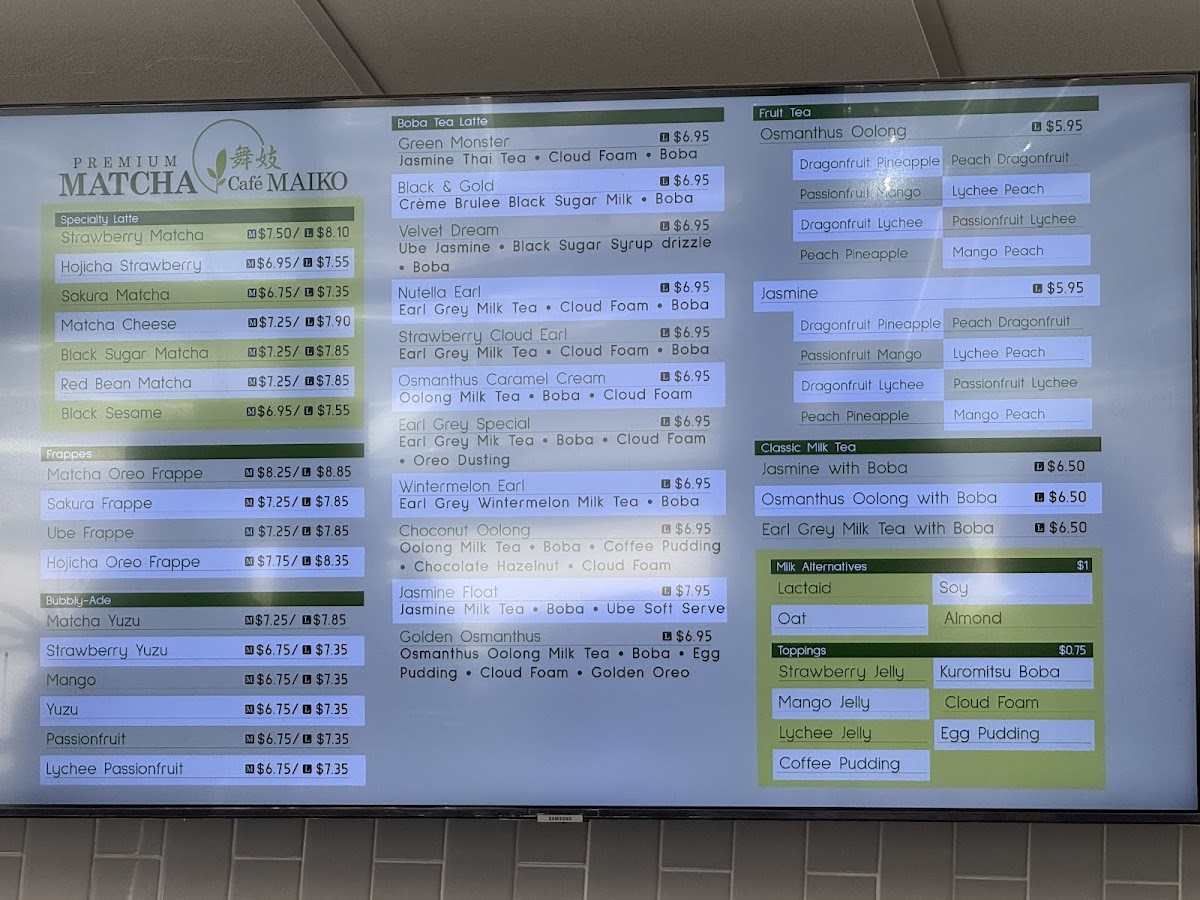 PREMIUM
MATCHA Café MAIKO
舞妓
Specialty Latte
Strawberry Matcha M $7.50/ L $8.10
Hojicha Strawberry M $6.95/ L $7.55
Sakura Matcha M $6.75/ L $7.35
Matcha Cheese M $7.25/ L $7.90
Black Sugar Matcha M $7.25/ L $7.85
Red Bean Matcha M $7.25/ L $7.85
Black Sesame M $6.95/ L $7.55
Frappes
Matcha Oreo Frappe M $8.25/ L $8.85
Sakura Frappe M $7.25/ L $7.85
Ube Frappe M $7.25/ L $7.85
Hojicha Oreo Frappe M $7.75/ L $8.35
Bubbly-Ade
Matcha Yuzu M $7.25/ L $7.85
Strawberry Yuzu M $6.75/ L $7.35
Mango M $6.75/ L $7.35
Yuzu M $6.75/ L $7.35
Passionfruit M $6.75/ L $7.35
Lychee Passionfruit M $6.75/ L $7.35
Boba Tea Latte
Green Monster L $6.95
Jasmine Thai Tea • Cloud Foam • Boba
Black & Gold L $6.95
Crème Brulee Black Sugar Milk • Boba
Velvet Dream L $6.95
Ube Jasmine • Black Sugar Syrup drizzle
• Boba
Nutella Earl L $6.95
Earl Grey Milk Tea • Cloud Foam • Boba
Strawberry Cloud Earl L $6.95
Earl Grey Milk Tea • Cloud Foam • Boba
Osmanthus Caramel Cream L $6.95
Oolong Milk Tea • Boba • Cloud Foam
Earl Grey Special L $6.95
Earl Grey Mik Tea • Boba • Cloud Foam
• Oreo Dusting
Wintermelon Earl L $6.95
Earl Grey Wintermelon Milk Tea • Boba
Choconut Oolong L $6.95
Oolong Milk Tea • Boba • Coffee Pudding
• Chocolate Hazelnut • Cloud Foam
Jasmine Float L $7.95
Jasmine Milk Tea • Boba • Ube Soft Serve
Golden Osmanthus L $6.95
Osmanthus Oolong Milk Tea • Boba • Egg
Pudding • Cloud Foam • Golden Oreo
Fruit Tea
Osmanthus Oolong L $5.95
Dragonfruit Pineapple Peach Dragonfruit
Passionfruit Mango Lychee Peach
Dragonfruit Lychee Passionfruit Lychee
Peach Pineapple Mango Peach
Jasmine L $5.95
Dragonfruit Pineapple Peach Dragonfruit
Passionfruit Mango Lychee Peach
Dragonfruit Lychee Passionfruit Lychee
Peach Pineapple Mango Peach
Classic Milk Tea
Jasmine with Boba L $6.50
Osmanthus Oolong with Boba L $6.50
Earl Grey Milk Tea with Boba L $6.50
Milk Alternatives $1
Lactaid Soy
Oat Almond
Toppings $0.75
Strawberry Jelly Kuromitsu Boba
Mango Jelly Cloud Foam
Lychee Jelly Egg Pudding
Coffee Pudding
SAMSUNG